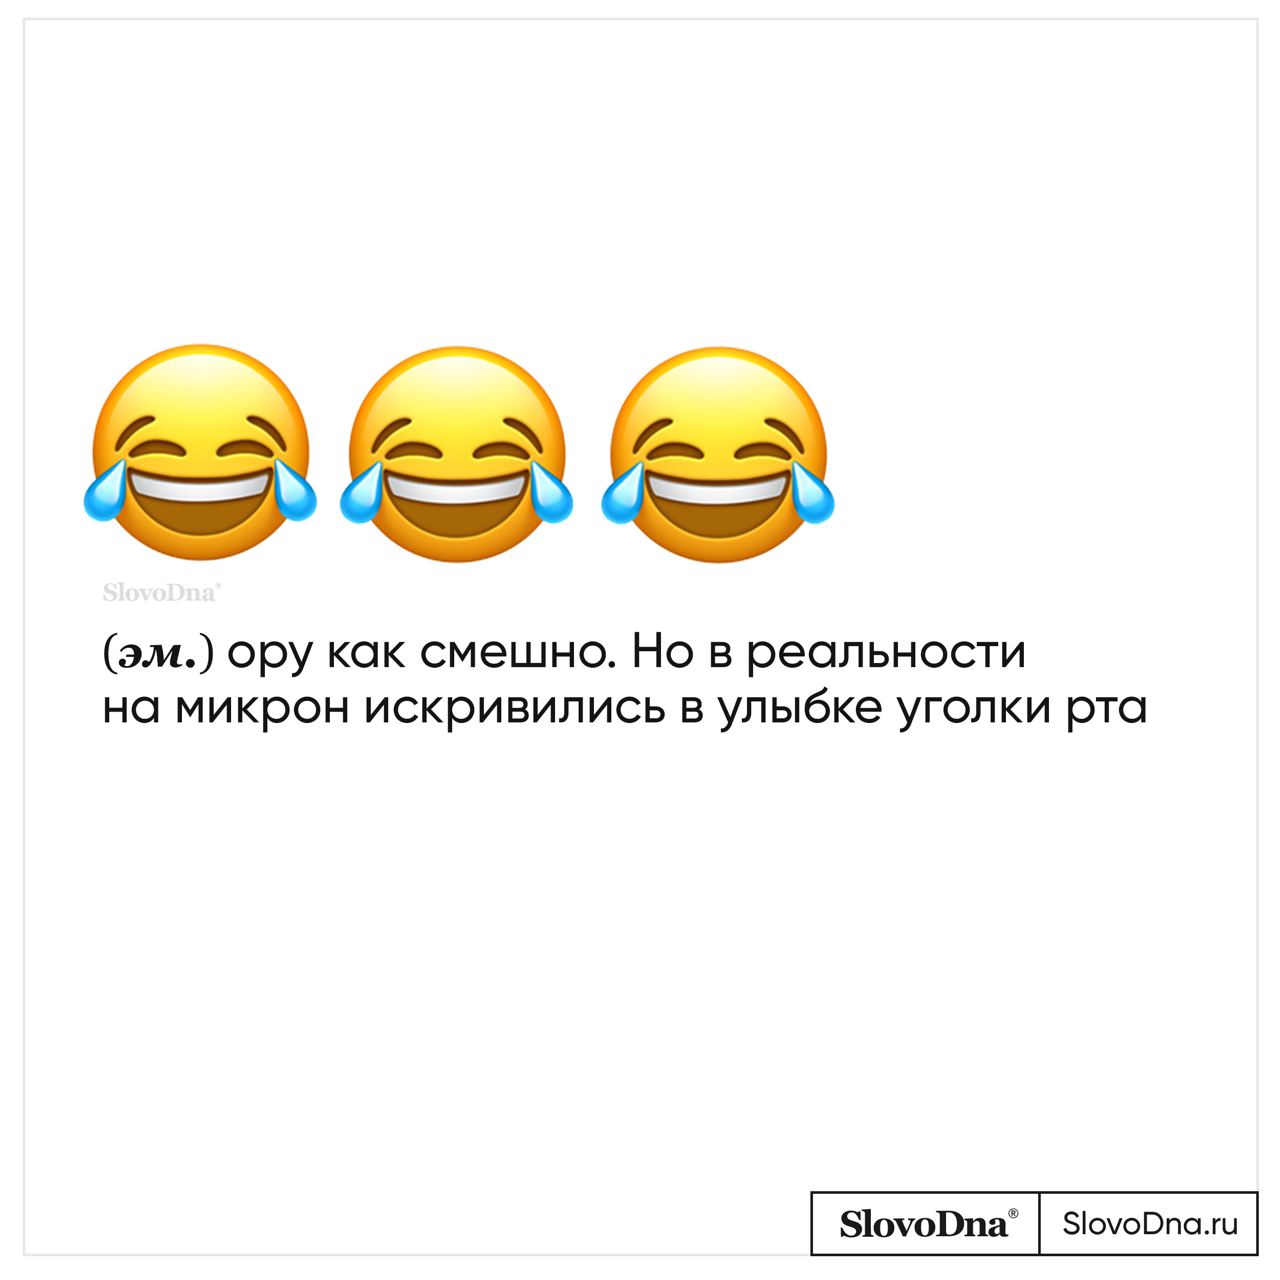 SlovoDna®
(эм.) ору как смешно. Но в реальности
на микрон искривились в улыбке уголки рта
SlovoDna® SlovoDna.ru